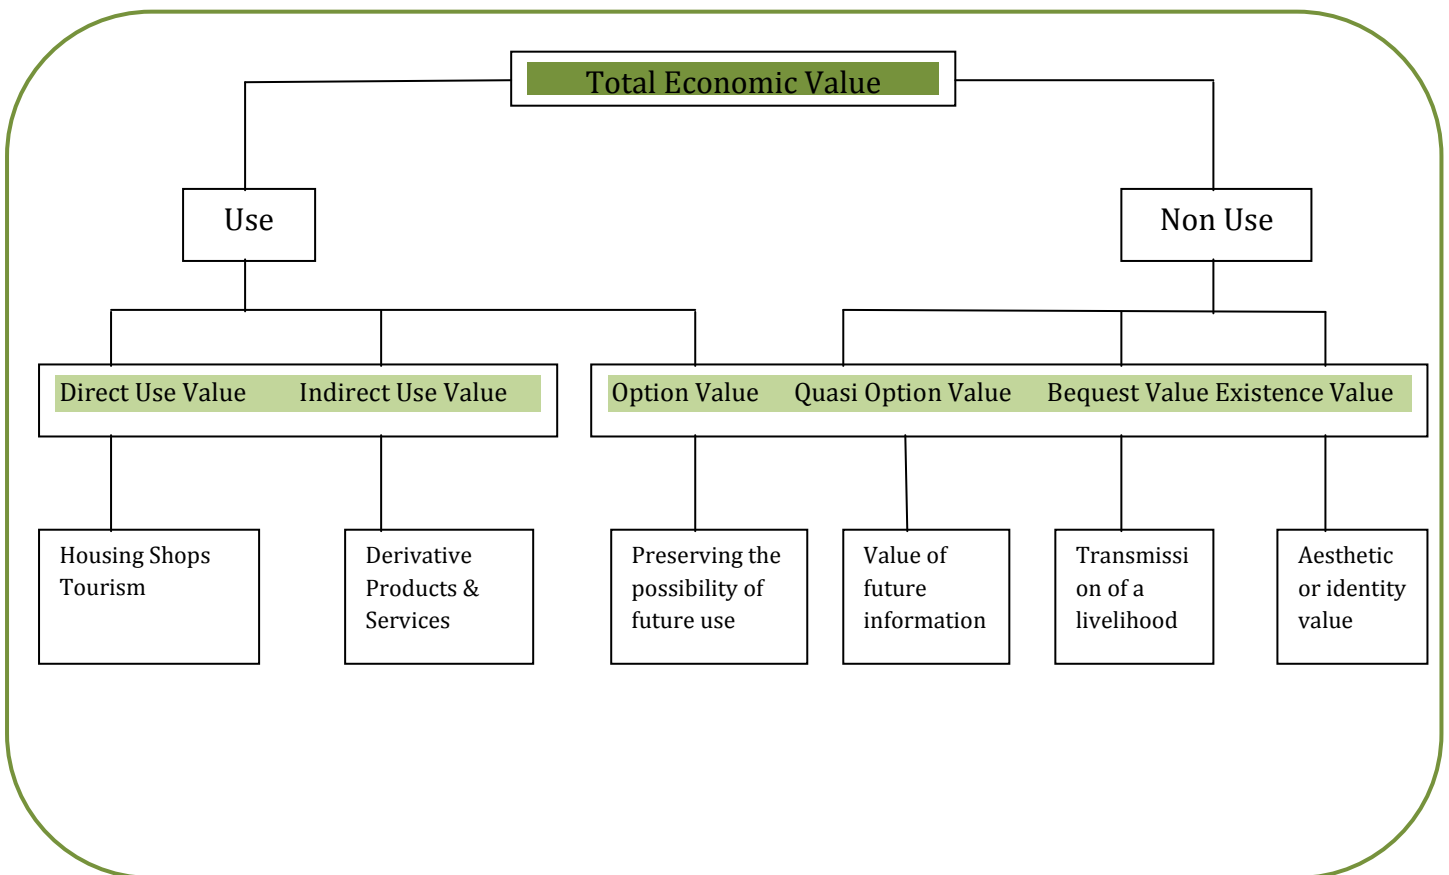 Total Economic Value
Use
Non Use
Direct Use Value
Indirect Use Value
Option Value
Quasi Option Value
Bequest Value
Existence Value
Housing Shops
Tourism
Derivative
Products &
Services
Preserving the
possibility of
future use
Value of
future
information
Transmissi
on of a
livelihood
Aesthetic
or identity
value